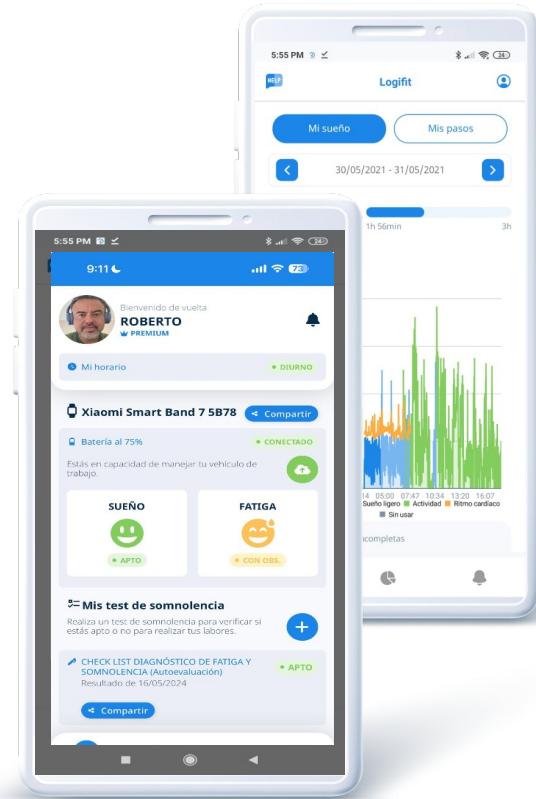 5:55 PM
24
HELP
Logifit
Mi sueño
Mis pasos
30/05/2021 - 31/05/2021
1h 56min
3h
14 05:00 07:47 10:34 13:20 16:07
Sueño ligero Actividad Ritmo cardíaco
Sin usar
completas
5:55 PM
24
9:11
73
Bienvenido de vuelta
ROBERTO
PREMIUM
Mi horario
DIURNO
Xiaomi Smart Band 7 5B78
Compartir
Batería al 75%
CONECTADO
Estás en capacidad de manejar tu vehículo de
trabajo.
SUEÑO
FATIGA
APTO
CON OBS.
Mis test de somnolencia
Realiza un test de somnolencia para verificar si
estás apto o no para realizar tus labores.
CHECK LIST DIAGNÓSTICO DE FATIGA Y
SOMNOLENCIA (Autoevaluación)
APTO
Resultado de 16/05/2024
Compartir